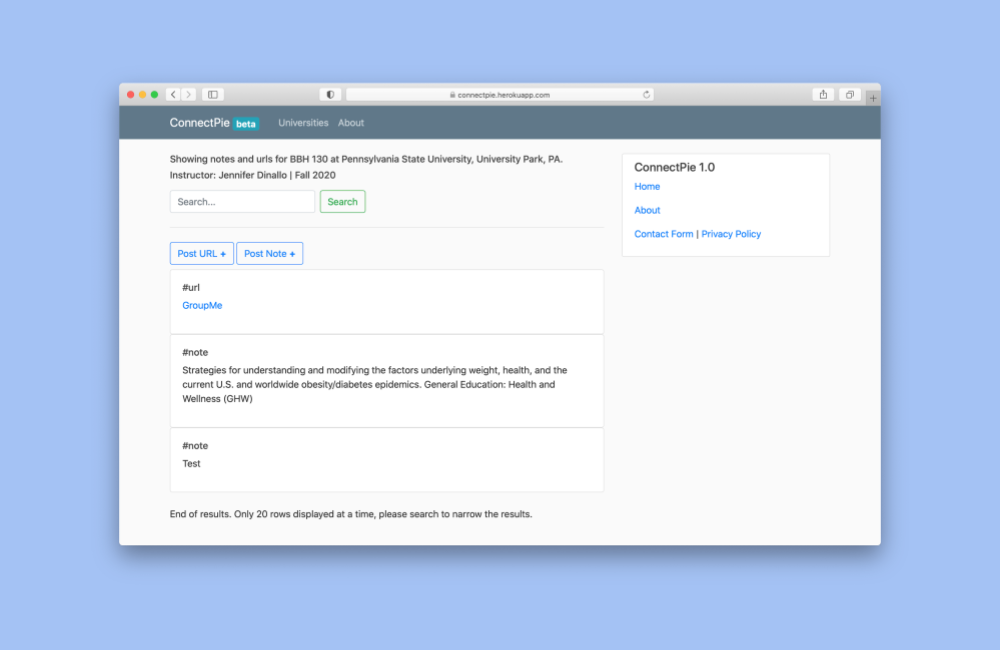 connectpie.herokuapp.com
ConnectPie beta Universities About
Showing notes and urls for BBH 130 at Pennsylvania State University, University Park, PA.
Instructor: Jennifer Dinallo | Fall 2020
Search... Search
Post URL + Post Note +
#url
GroupMe
#note
Strategies for understanding and modifying the factors underlying weight, health, and the
current U.S. and worldwide obesity/diabetes epidemics. General Education: Health and
Wellness (GHW)
#note
Test
End of results. Only 20 rows displayed at a time, please search to narrow the results.
ConnectPie 1.0
Home
About
Contact Form | Privacy Policy